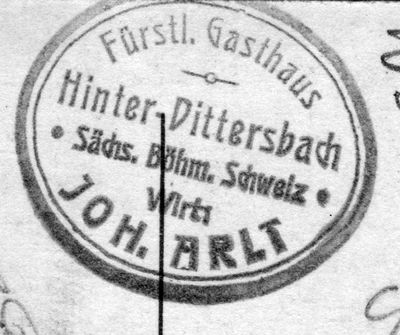 Fürstl. Gasthaus
Hinter-Dittersbach
Sächs. Böhm. Schweiz
Wirt:
JOH. ARLT